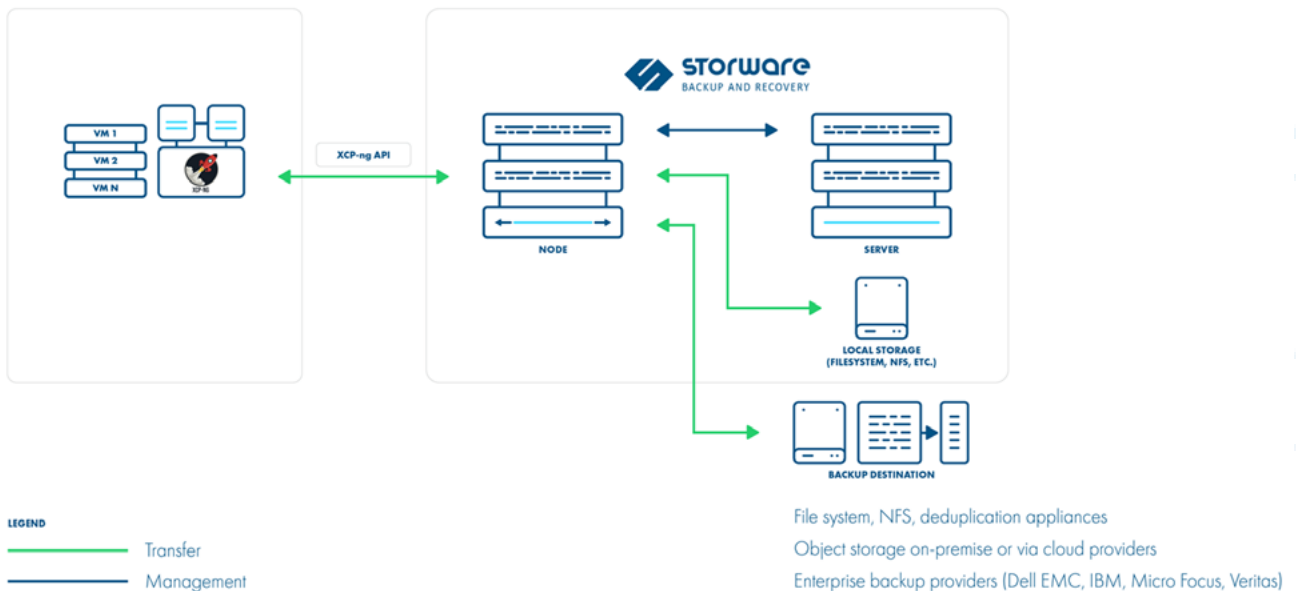 STORWARE
BACKUP AND RECOVERY
VM 1
VM 2
VM N
XCP-NG
XCP-ng API
NODE
SERVER
LOCAL STORAGE
(FILESYSTEM, NFS, ETC.)
BACKUP DESTINATION
LEGEND
Transfer
Management
File system, NFS, deduplication appliances
Object storage on-premise or via cloud providers
Enterprise backup providers (Dell EMC, IBM, Micro Focus, Veritas)